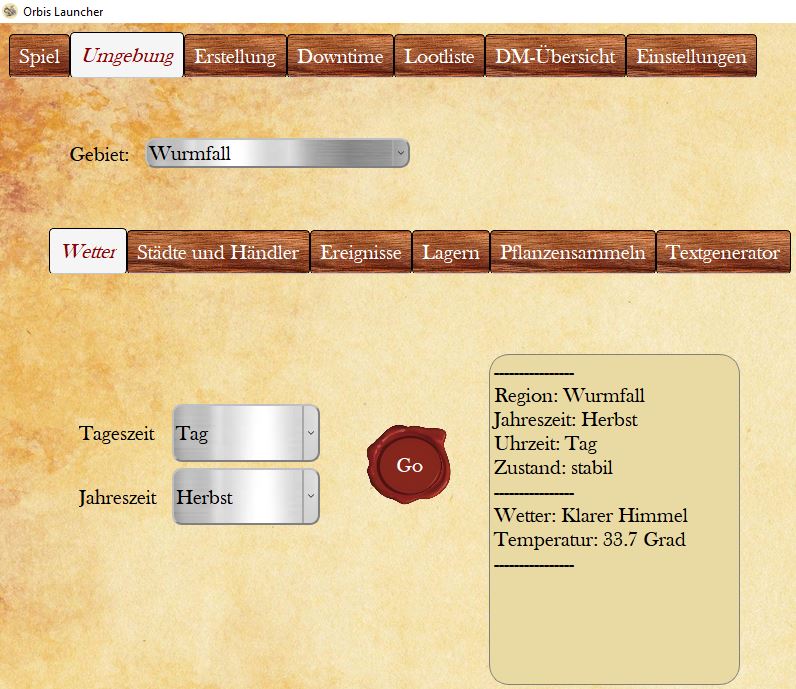 Orbis Launcher
Spiel Umgebung Erstellung Downtime Lootliste DM-Übersicht Einstellungen
Gebiet: Wurmfall
Wetter Städte und Händler Ereignisse Lagern Pflanzensammeln Textgenerator
Tageszeit Tag
Jahreszeit Herbst
Go
----------------
Region: Wurmfall
Jahreszeit: Herbst
Uhrzeit: Tag
Zustand: stabil
----------------
Wetter: Klarer Himmel
Temperatur: 33.7 Grad
----------------